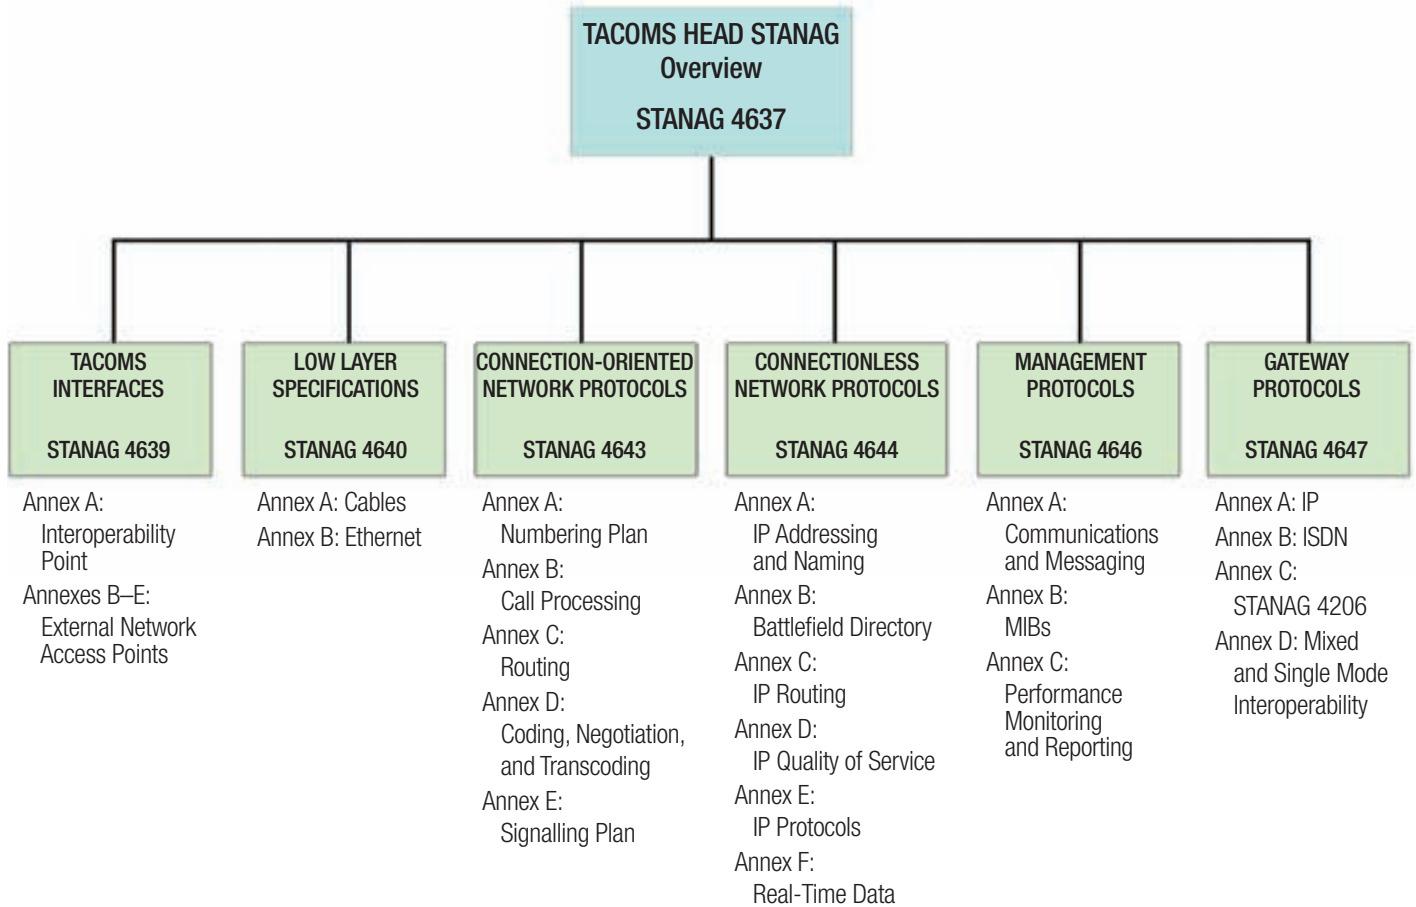 TACOMS HEAD STANAG
Overview
STANAG 4637
TACOMS
INTERFACES
STANAG 4639
Annex A:
Interoperability
Point
Annexes B–E:
External Network
Access Points
LOW LAYER
SPECIFICATIONS
STANAG 4640
Annex A: Cables
Annex B: Ethernet
CONNECTION-ORIENTED
NETWORK PROTOCOLS
STANAG 4643
Annex A:
Numbering Plan
Annex B:
Call Processing
Annex C:
Routing
Annex D:
Coding, Negotiation,
and Transcoding
Annex E:
Signalling Plan
CONNECTIONLESS
NETWORK PROTOCOLS
STANAG 4644
Annex A:
IP Addressing
and Naming
Annex B:
Battlefield Directory
Annex C:
IP Routing
Annex D:
IP Quality of Service
Annex E:
IP Protocols
Annex F:
Real-Time Data
MANAGEMENT
PROTOCOLS
STANAG 4646
Annex A:
Communications
and Messaging
Annex B:
MIBs
Annex C:
Performance
Monitoring
and Reporting
GATEWAY
PROTOCOLS
STANAG 4647
Annex A: IP
Annex B: ISDN
Annex C:
STANAG 4206
Annex D: Mixed
and Single Mode
Interoperability